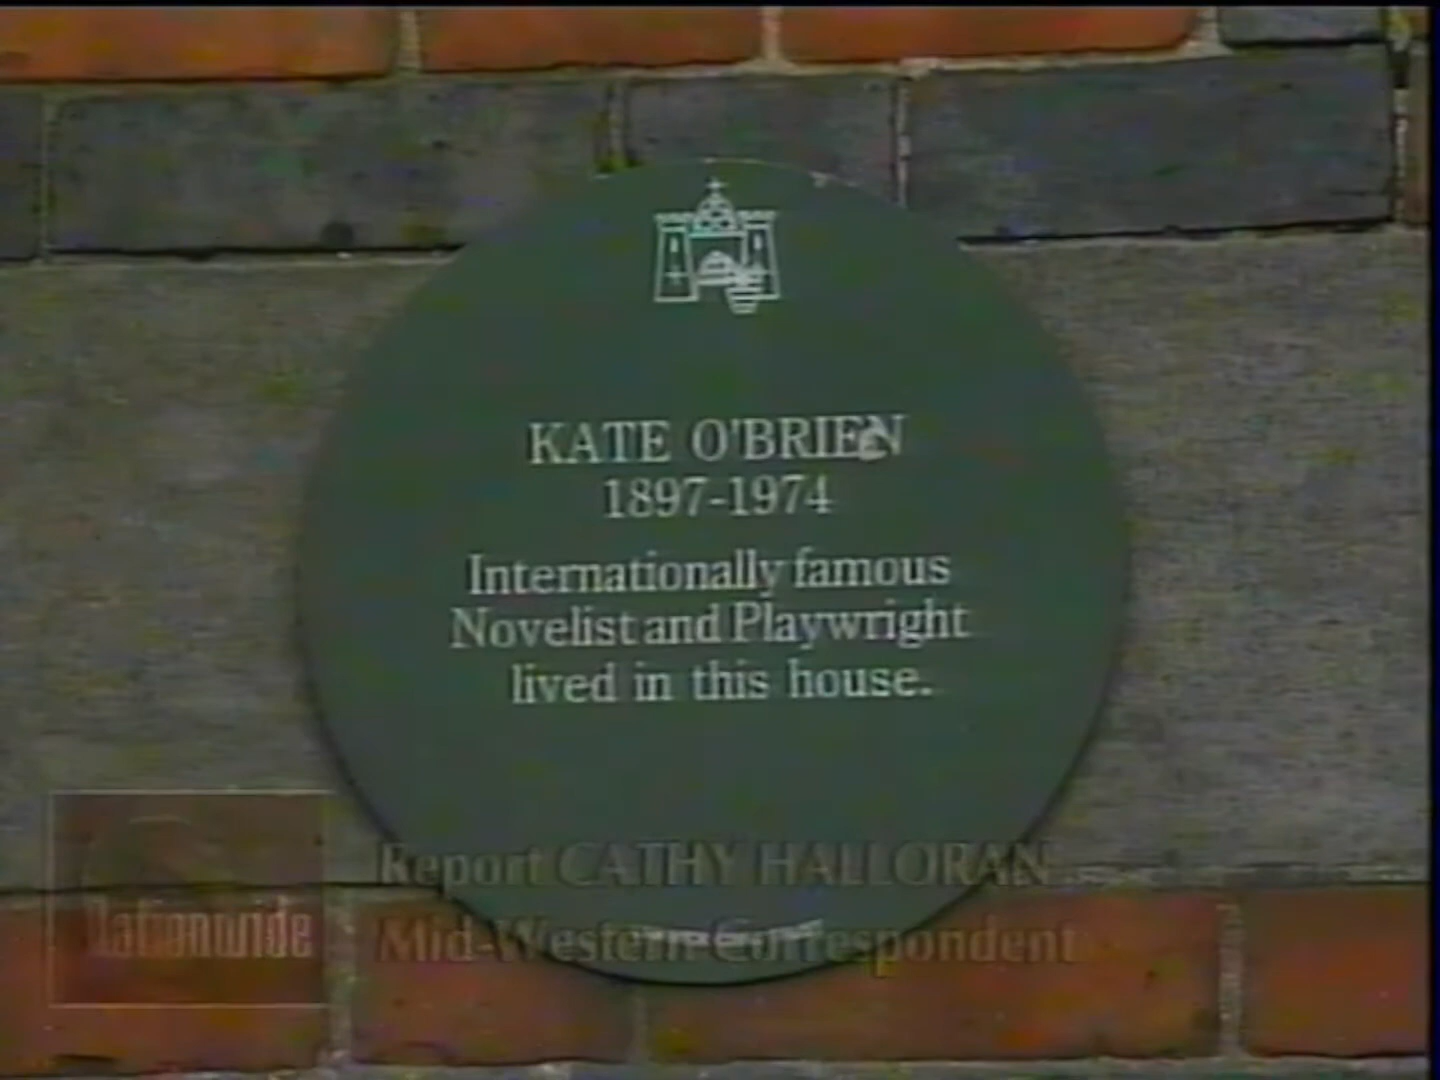 KATE O'BRIEN
1897-1974
Internationally famous
Novelist and Playwright
lived in this house.
Report CATHY HALLORAN
Mid-Western Correspondent
Nationwide